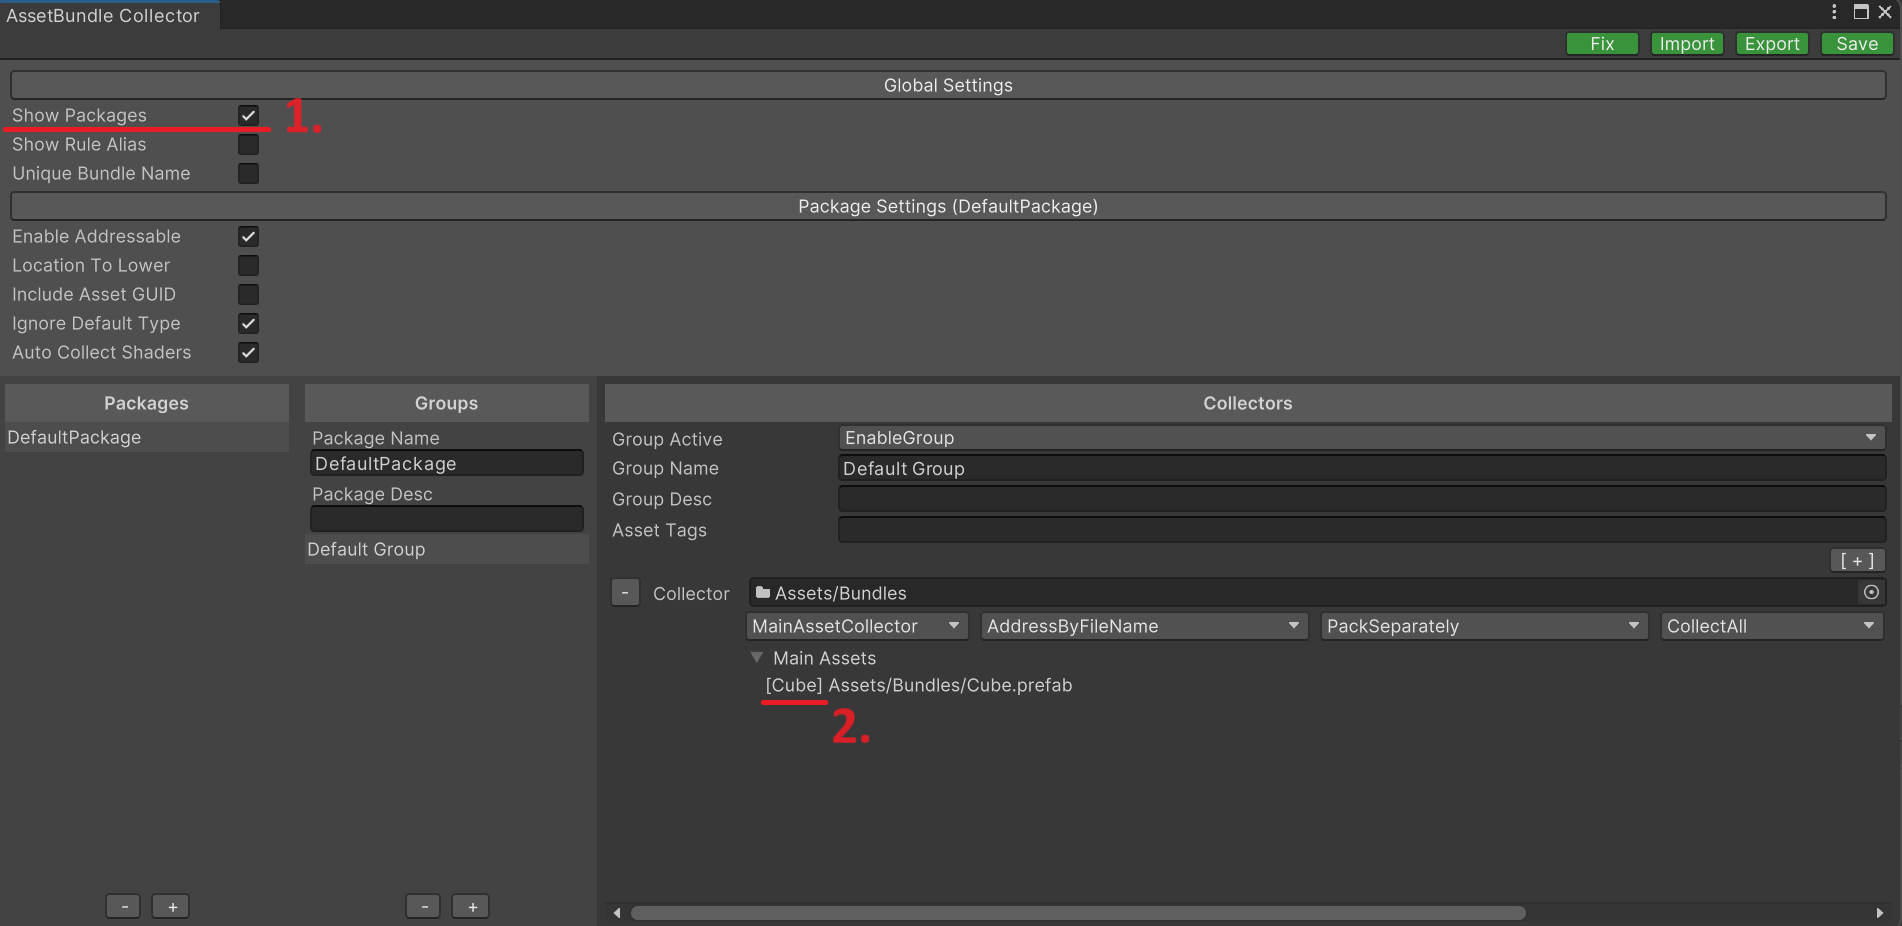 AssetBundle Collector
Fix Import Export Save
Global Settings
Show Packages 1.
Show Rule Alias
Unique Bundle Name
Package Settings (DefaultPackage)
Enable Addressable
Location To Lower
Include Asset GUID
Ignore Default Type
Auto Collect Shaders
Packages
DefaultPackage
- +
Groups
Package Name
DefaultPackage
Package Desc
Default Group
- +
Collectors
Group Active EnableGroup
Group Name Default Group
Group Desc
Asset Tags
[ + ]
- Collector Assets/Bundles
MainAssetCollector AddressByFileName PackSeparately CollectAll
Main Assets
[Cube] Assets/Bundles/Cube.prefab
2.